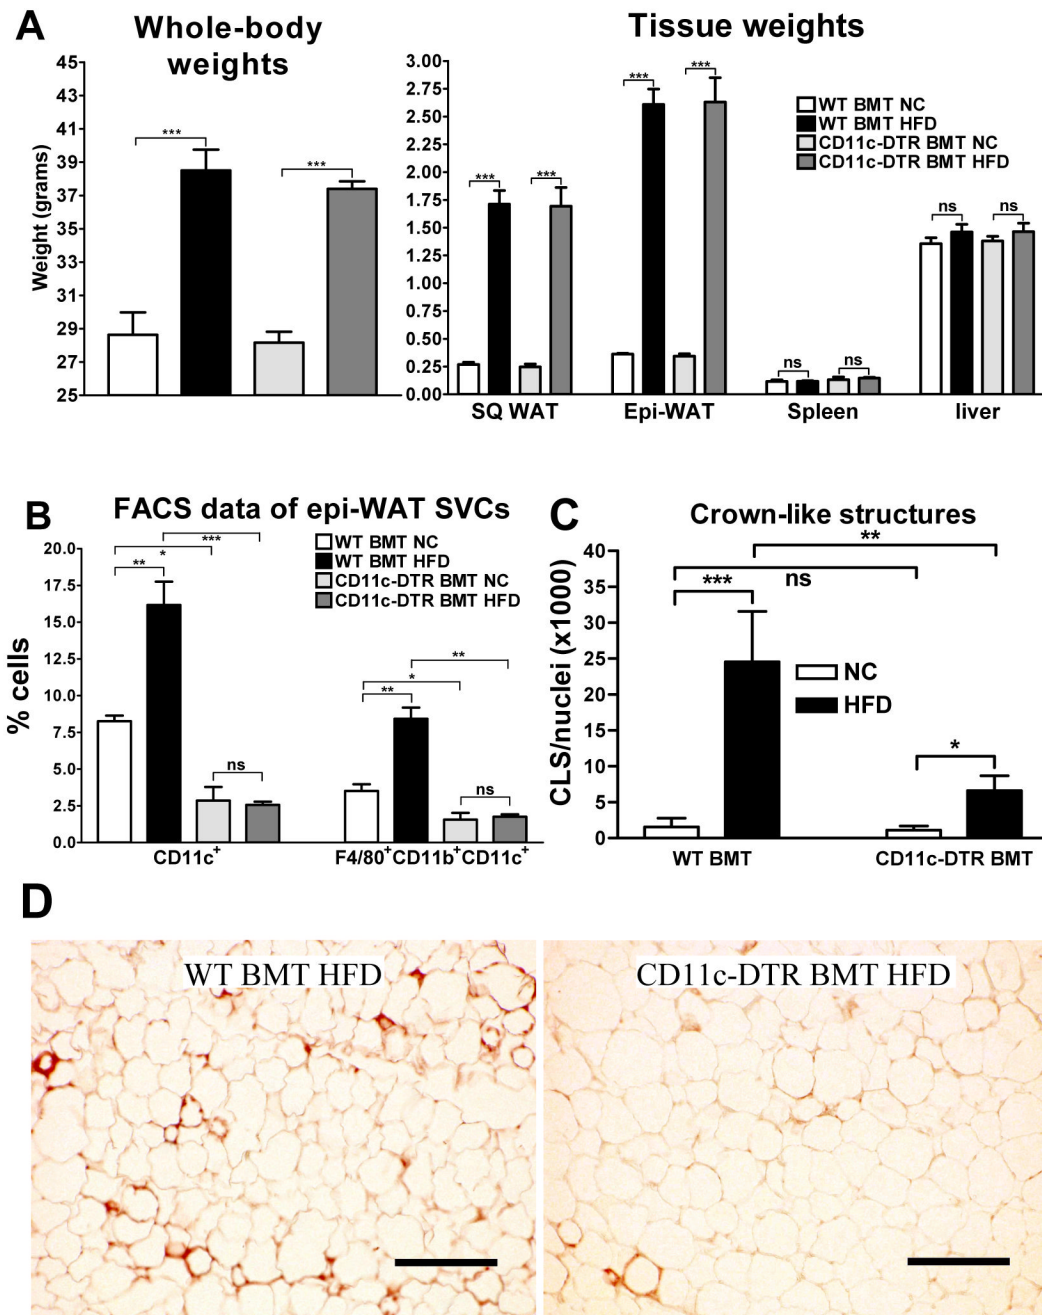 A
Whole-body
weights
Tissue weights
Weight (grams)
45
43
41
39
37
35
33
31
29
27
25
***
***
3.00
2.75
2.50
2.25
2.00
1.75
1.50
1.25
1.00
0.75
0.50
0.25
0.00
***
***
***
***
ns
ns
ns
ns
WT BMT NC
WT BMT HFD
CD11c-DTR BMT NC
CD11c-DTR BMT HFD
SQ WAT
Epi-WAT
Spleen
liver
B
FACS data of epi-WAT SVCs
% cells
20.0
17.5
15.0
12.5
10.0
7.5
5.0
2.5
0.0
***
*
**
ns
**
*
**
ns
WT BMT NC
WT BMT HFD
CD11c-DTR BMT NC
CD11c-DTR BMT HFD
CD11c+
F4/80+CD11b+CD11c+
C
Crown-like structures
CLS/nuclei (x1000)
40
35
30
25
20
15
10
5
0
**
ns
***
*
NC
HFD
WT BMT
CD11c-DTR BMT
D
WT BMT HFD
CD11c-DTR BMT HFD